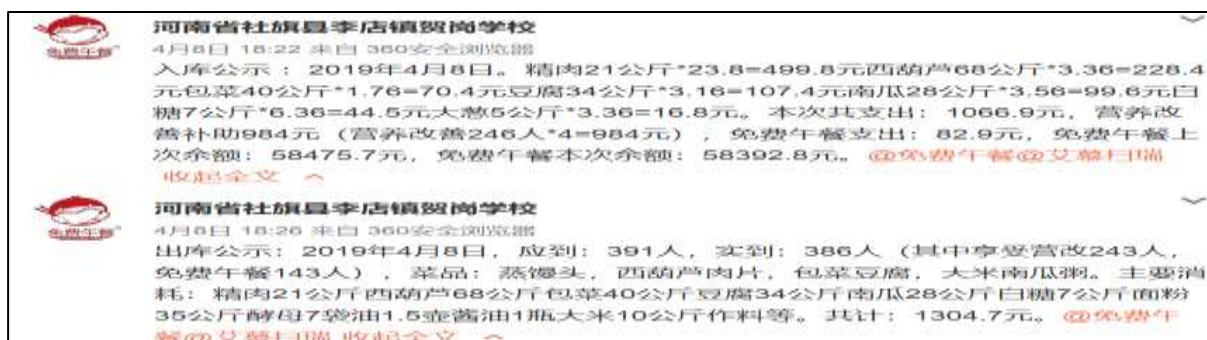 河南省社旗县李店镇贺岗学校
4月8日 18:22 来自 360安全浏览器
免费午餐
入库公示：2019年4月8日。精肉21公斤*23.8=499.8元西葫芦68公斤*3.36=228.4
元包菜40公斤*1.76=70.4元豆腐34公斤*3.16=107.4元南瓜28公斤*3.56=99.6元白
糖7公斤*6.36=44.5元大葱5公斤*3.36=16.8元。本次共支出：1066.9元，营养改
善补助984元（营养改善246人*4=984元），免费午餐支出：82.9元，免费午餐上
次余额：58475.7元，免费午餐本次余额：58392.8元。@免费午餐@艾慕扫瑞
收起全文
河南省社旗县李店镇贺岗学校
4月8日 18:26 来自 360安全浏览器
免费午餐
出库公示：2019年4月8日，应到：391人，实到：386人（其中享受营改243人，
免费午餐143人），菜品：蒸馒头，西葫芦肉片，包菜豆腐，大米南瓜粥。主要消
耗：精肉21公斤西葫芦68公斤包菜40公斤豆腐34公斤南瓜28公斤白糖7公斤面粉
35公斤酵母7袋油1.5壶酱油1瓶大米10公斤作料等。共计：1304.7元。@免费午
餐@艾慕扫瑞 收起全文